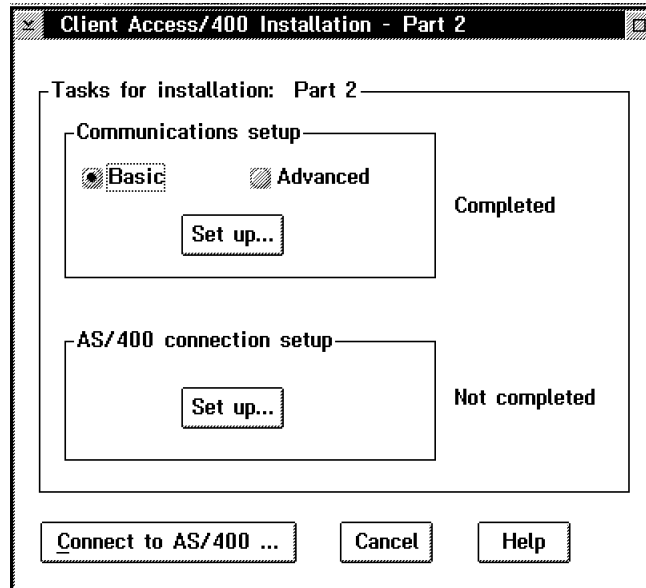 Client Access/400 Installation - Part 2
Tasks for installation: Part 2
Communications setup
Basic Advanced
Completed
Set up...
AS/400 connection setup
Set up...
Not completed
Connect to AS/400 ... Cancel Help